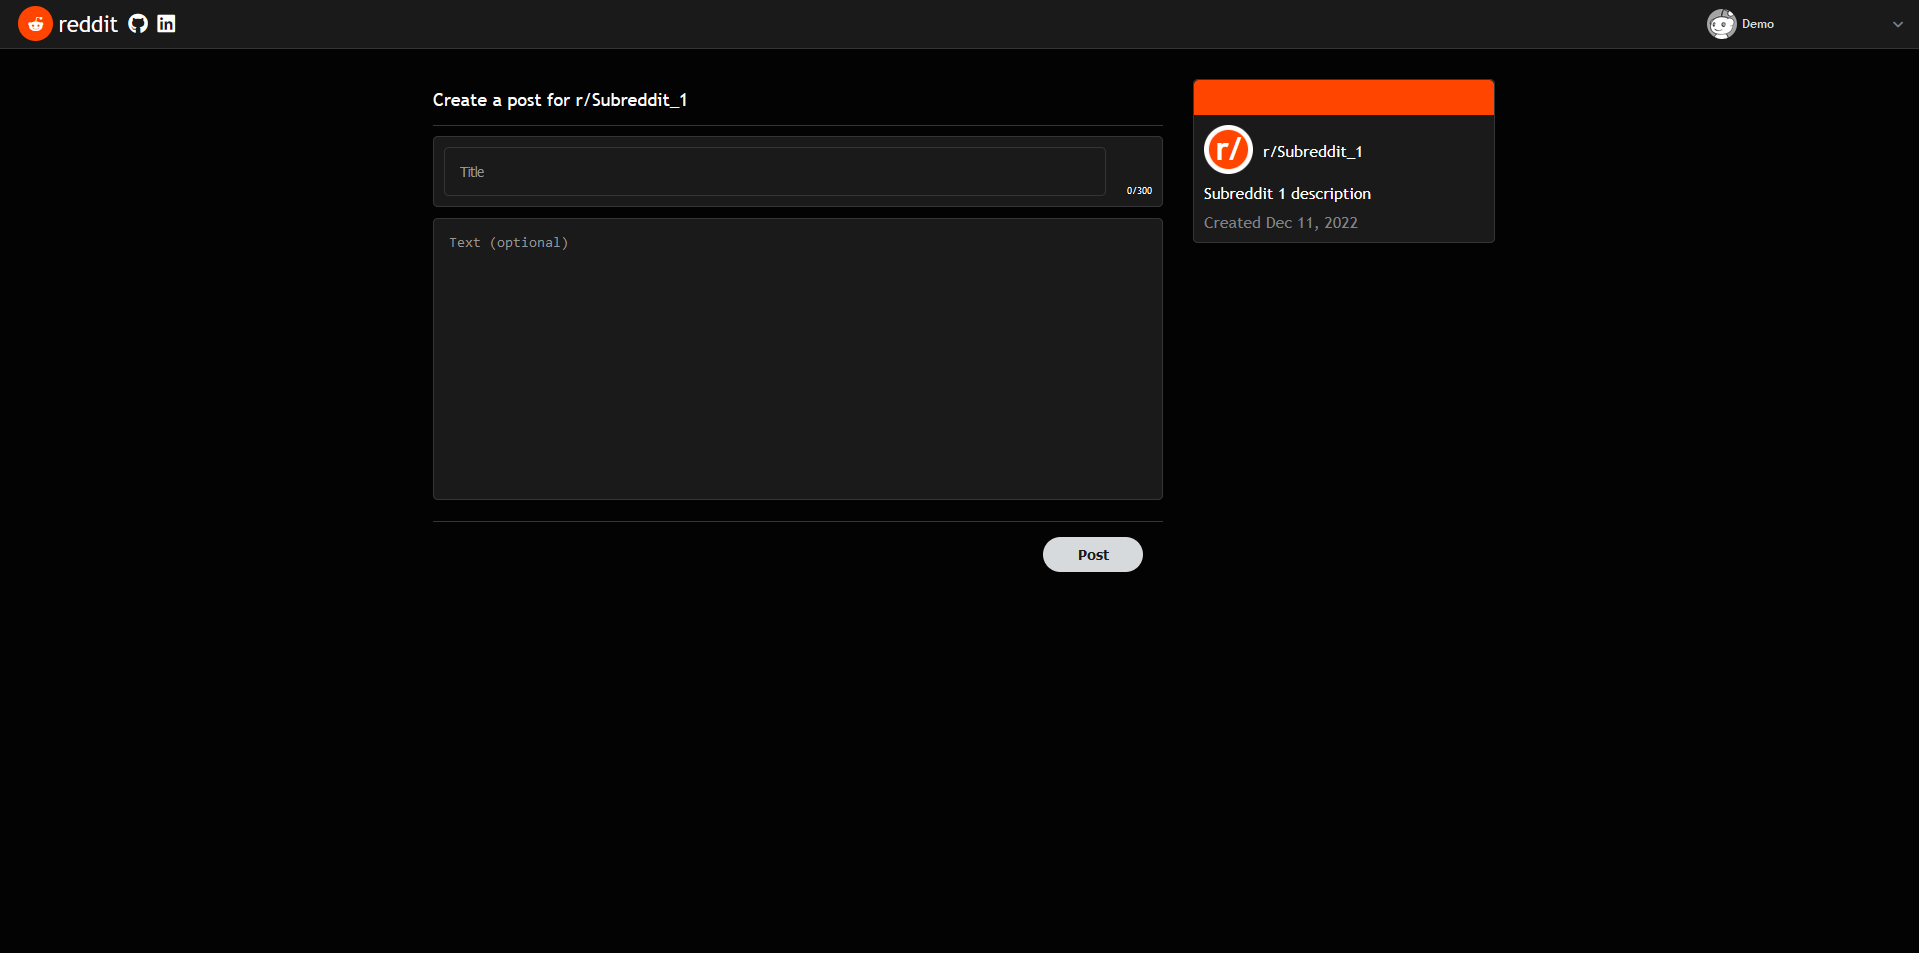 reddit
Demo
Create a post for r/Subreddit_1
Title
0/300
Text (optional)
Post
r/
r/Subreddit_1
Subreddit 1 description
Created Dec 11, 2022